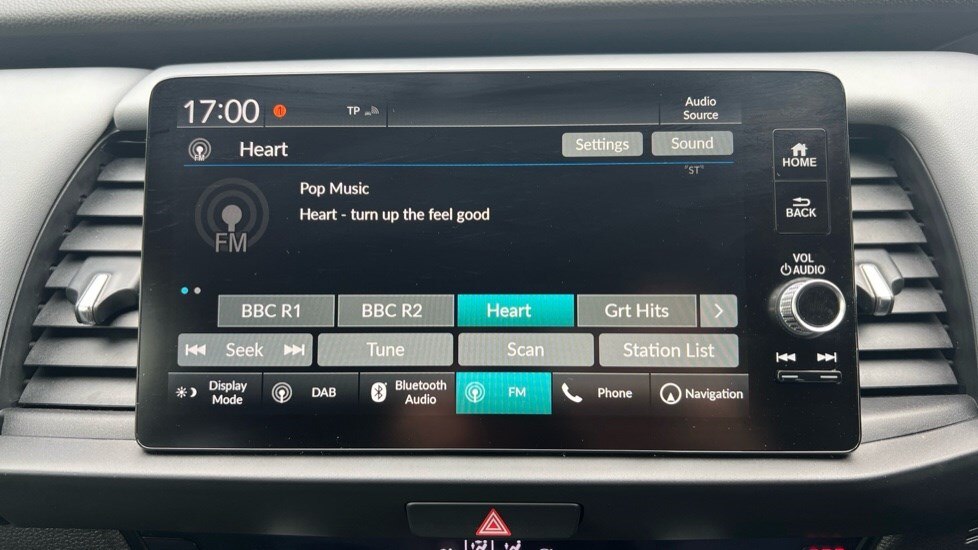 17:00
TP
Audio
Source
FM
Heart
Settings
Sound
"ST"
Pop Music
Heart - turn up the feel good
FM
HOME
BACK
VOL
AUDIO
BBC R1
BBC R2
Heart
Grt Hits
Seek
Tune
Scan
Station List
Display
Mode
DAB
Bluetooth
Audio
FM
Phone
Navigation